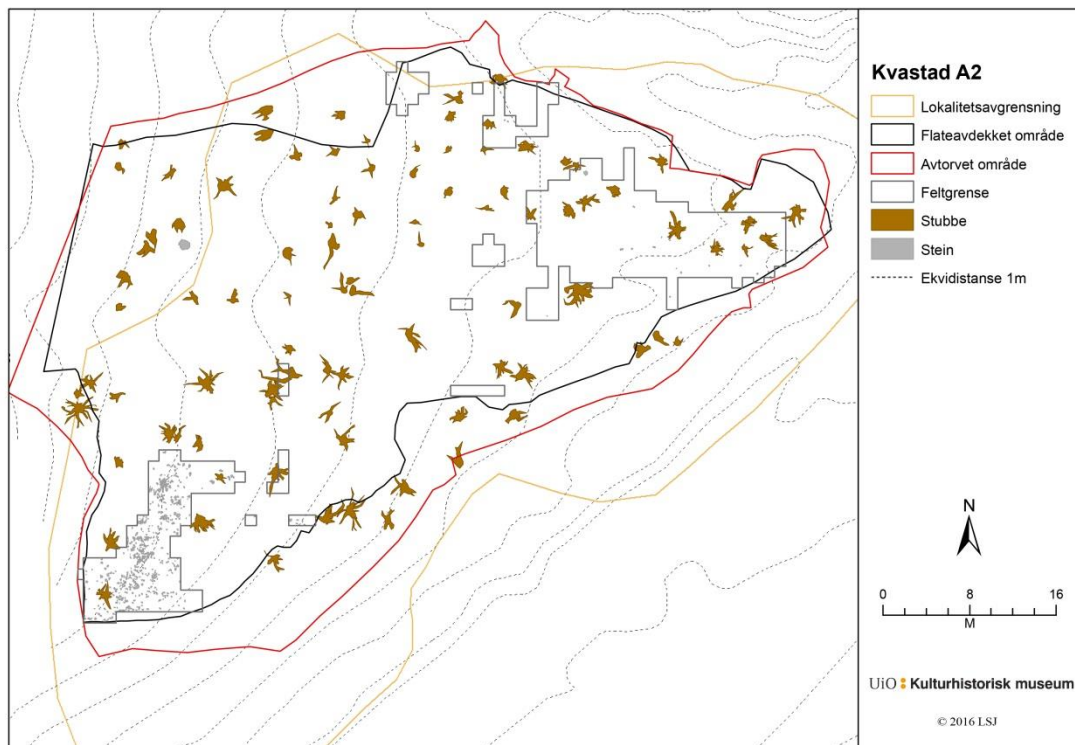 Kvastad A2
Lokalitetsavgrensning
Flateavdekket område
Avtorvet område
Feltgrense
Stubbe
Stein
Ekvidistanse 1m
N
0 8 16
M
UiO Kulturhistorisk museum
© 2016 LSJ